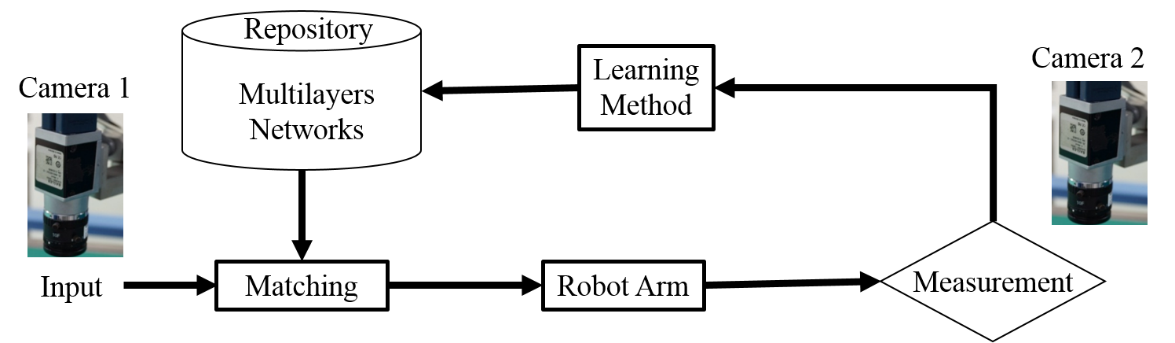 Repository
Camera 1
Multilayers
Networks
Learning
Method
Camera 2
Input
Matching
Robot Arm
Measurement